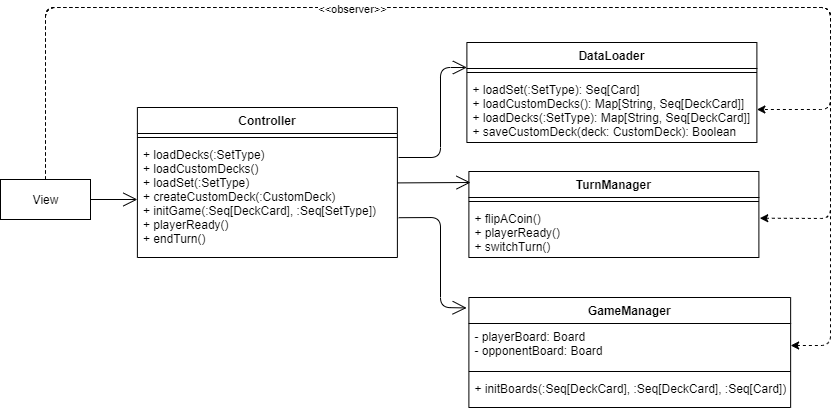 <<observer>>
View
Controller
+ loadDecks(:SetType)
+ loadCustomDecks()
+ loadSet(:SetType)
+ createCustomDeck(:CustomDeck)
+ initGame(:Seq[DeckCard], :Seq[SetType])
+ playerReady()
+ endTurn()
DataLoader
+ loadSet(:SetType): Seq[Card]
+ loadCustomDecks(): Map[String, Seq[DeckCard]]
+ loadDecks(:SetType): Map[String, Seq[DeckCard]]
+ saveCustomDeck(deck: CustomDeck): Boolean
TurnManager
+ flipACoin()
+ playerReady()
+ switchTurn()
GameManager
- playerBoard: Board
- opponentBoard: Board
+ initBoards(:Seq[DeckCard], :Seq[DeckCard], :Seq[Card])